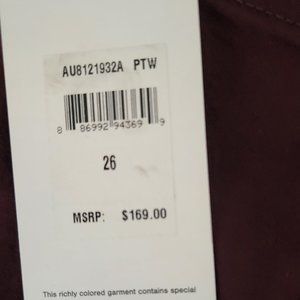 AU8121932A PTW
8 86992 94369 9
26
MSRP: $169.00
This richly colored garment contains special